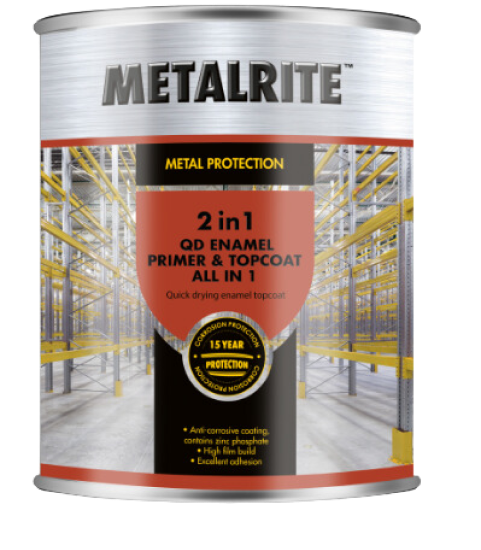 METALRITE™
METAL PROTECTION
2 in 1
QD ENAMEL
PRIMER & TOPCOAT
ALL IN 1
Quick drying enamel topcoat
CORROSION PROTECTION
15 YEAR
PROTECTION
CORROSION PROTECTION
• Anti-corrosive coating,
contains zinc phosphate
• High film build
• Excellent adhesion